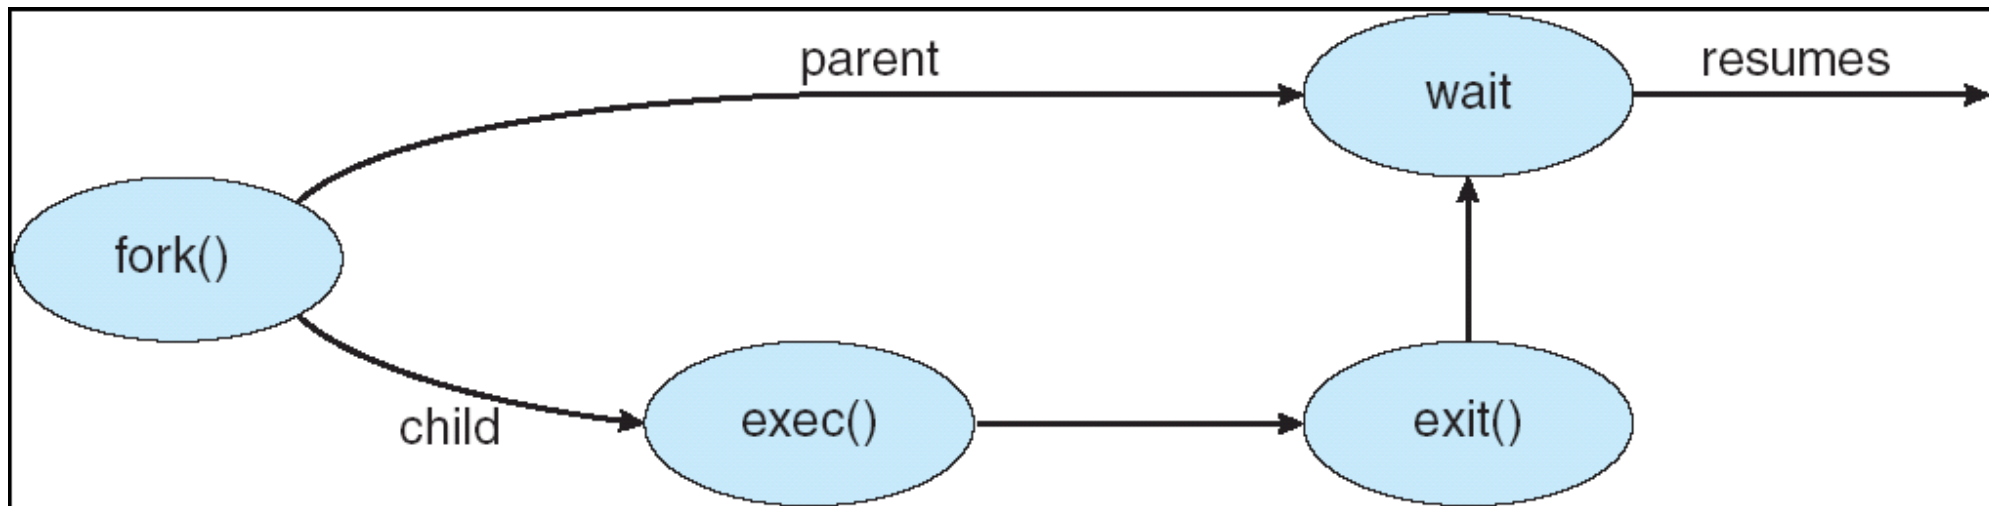 parent
wait
resumes
fork()
child
exec()
exit()